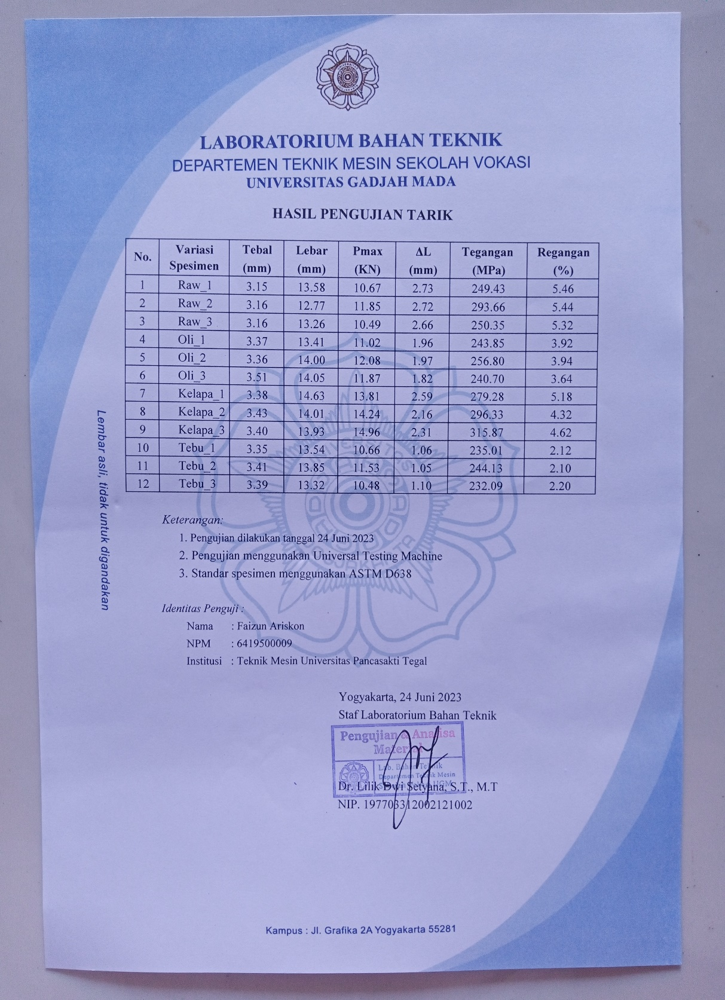 LABORATORIUM BAHAN TEKNIK
DEPARTEMEN TEKNIK MESIN SEKOLAH VOKASI
UNIVERSITAS GADJAH MADA
HASIL PENGUJIAN TARIK
No. Variasi Spesimen Tebal (mm) Lebar (mm) Pmax (KN) ΔL (mm) Tegangan (MPa) Regangan (%)
1 Raw_1 3.15 13.58 10.67 2.73 249.43 5.46
2 Raw_2 3.16 12.77 11.85 2.72 293.66 5.44
3 Raw_3 3.16 13.26 10.49 2.66 250.35 5.32
4 Oli_1 3.37 13.41 11.02 1.96 243.85 3.92
5 Oli_2 3.36 14.00 12.08 1.97 256.80 3.94
6 Oli_3 3.51 14.05 11.87 1.82 240.70 3.64
7 Kelapa_1 3.38 14.63 13.81 2.59 279.28 5.18
8 Kelapa_2 3.43 14.01 14.24 2.16 296.33 4.32
9 Kelapa_3 3.40 13.93 14.96 2.31 315.87 4.62
10 Tebu_1 3.35 13.54 10.66 1.06 235.01 2.12
11 Tebu_2 3.41 13.85 11.53 1.05 244.13 2.10
12 Tebu_3 3.39 13.32 10.48 1.10 232.09 2.20
Lembar asli, tidak untuk digandakan
Keterangan:
1. Pengujian dilakukan tanggal 24 Juni 2023
2. Pengujian menggunakan Universal Testing Machine
3. Standar spesimen menggunakan ASTM D638
Identitas Penguji :
Nama : Faizun Ariskon
NPM : 6419500009
Institusi : Teknik Mesin Universitas Pancasakti Tegal
Yogyakarta, 24 Juni 2023
Staf Laboratorium Bahan Teknik
Pengujian & Analisa
Material
Lab. Bahan Teknik
Departemen Teknik Mesin
UGM
Dr. Lilik Dwi Setyana, S.T., M.T
NIP. 197703312002121002
Kampus : Jl. Grafika 2A Yogyakarta 55281